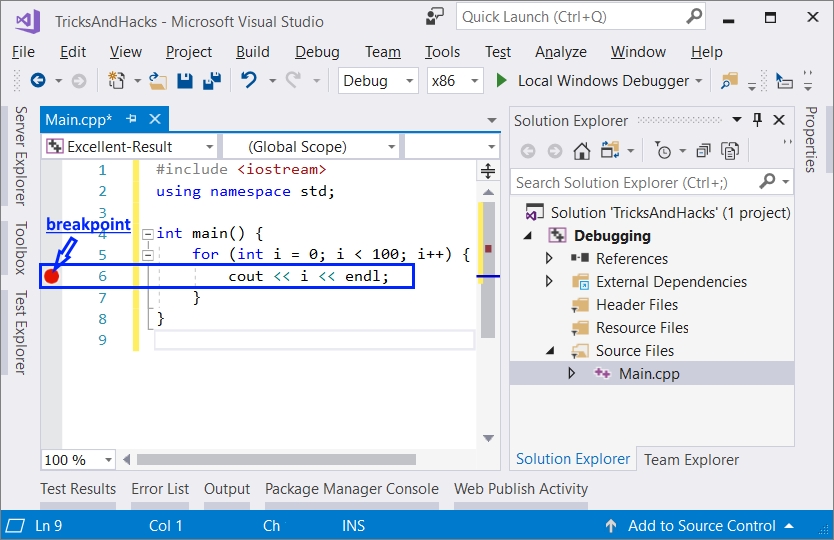 TricksAndHacks - Microsoft Visual Studio
Quick Launch (Ctrl+Q)
File Edit View Project Build Debug Team Tools Test Analyze Window Help
Debug x86 Local Windows Debugger
Server Explorer
Toolbox
Test Explorer
Main.cpp*
Excellent-Result (Global Scope)
1 #include <iostream>
2 using namespace std;
3
breakpoint
4 int main() {
5 for (int i = 0; i < 100; i++) {
6 cout << i << endl;
7 }
8 }
9
100 %
Solution Explorer
Search Solution Explorer (Ctrl+;)
Solution 'TricksAndHacks' (1 project)
Debugging
References
External Dependencies
Header Files
Resource Files
Source Files
Main.cpp
Solution Explorer Team Explorer
Properties
Test Results Error List Output Package Manager Console Web Publish Activity
Ln 9 Col 1 Ch INS Add to Source Control